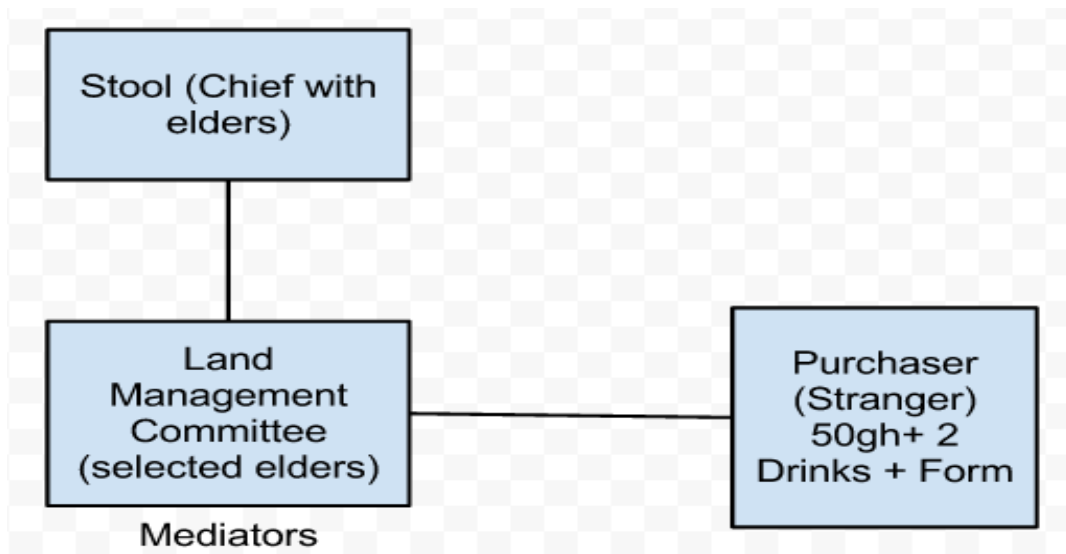 Stool (Chief with
elders)
Land
Management
Committee
(selected elders)
Mediators
Purchaser
(Stranger)
50gh+ 2
Drinks + Form